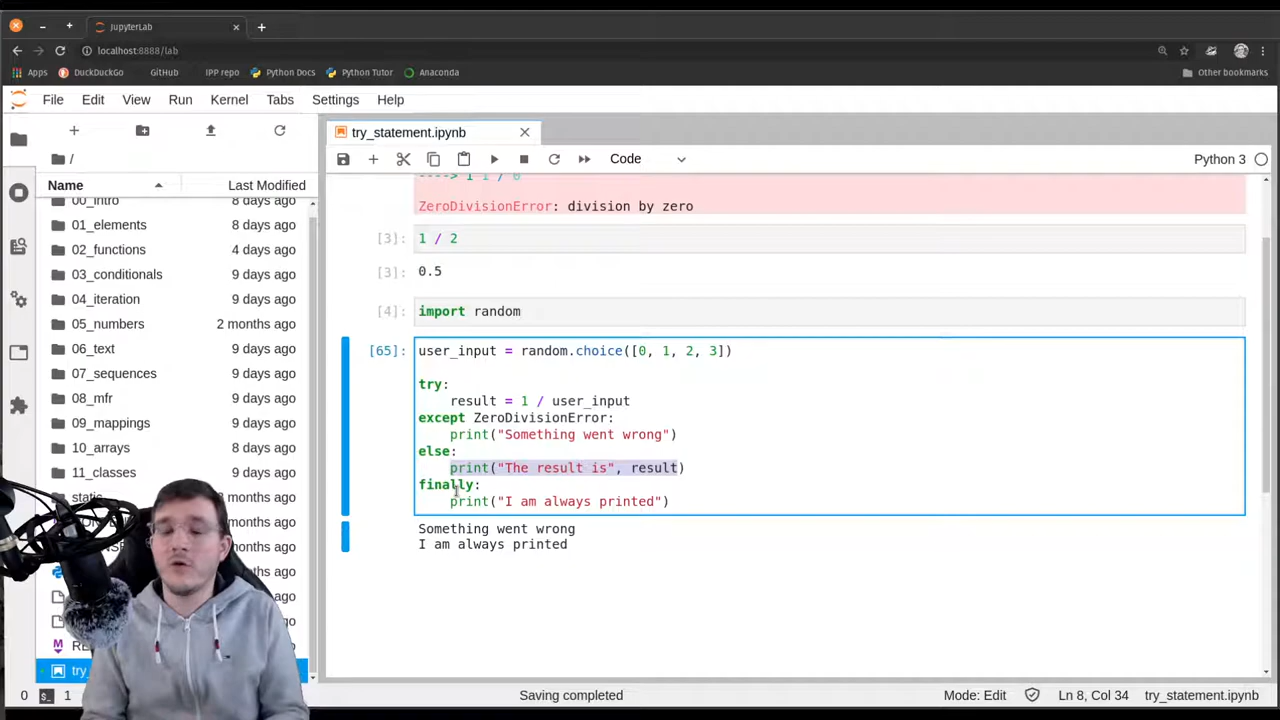 JupyterLab
localhost:8888/lab
Apps DuckDuckGo GitHub IPP repo Python Docs Python Tutor Anaconda Other bookmarks
File Edit View Run Kernel Tabs Settings Help
try_statement.ipynb
/
Code Python 3
Name Last Modified
00_intro 8 days ago
01_elements 8 days ago
02_functions 4 days ago
03_conditionals 9 days ago
04_iteration 9 days ago
05_numbers 2 months ago
06_text 9 days ago
07_sequences 9 days ago
08_mfr 9 days ago
09_mappings 9 days ago
10_arrays 8 days ago
11_classes 9 days ago
static months ago
months ago
days ago
hs ago
ago
ago
ago
try
----> 1 1 / 0
ZeroDivisionError: division by zero
[3]: 1 / 2
[3]: 0.5
[4]: import random
[65]: user_input = random.choice([0, 1, 2, 3])
try:
result = 1 / user_input
except ZeroDivisionError:
print("Something went wrong")
else:
print("The result is", result)
finally:
print("I am always printed")
Something went wrong
I am always printed
0 $_ 1 Saving completed Mode: Edit Ln 8, Col 34 try_statement.ipynb